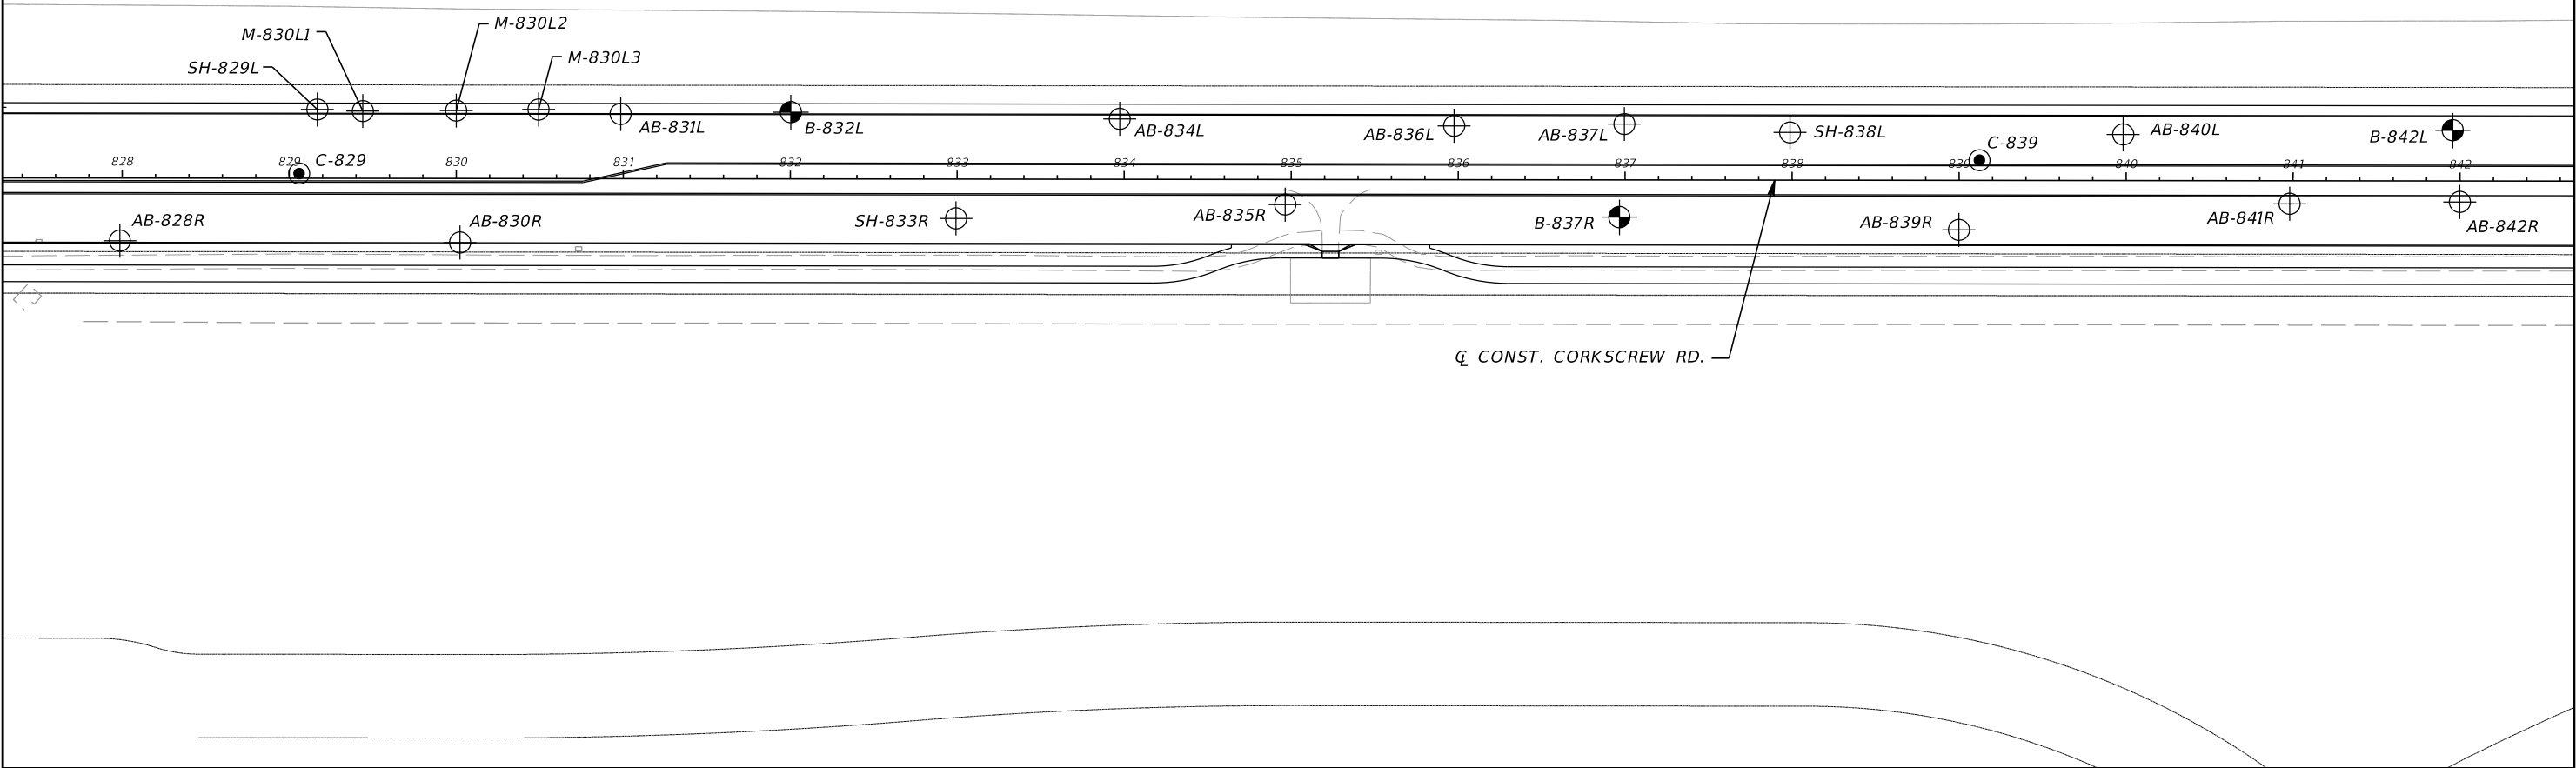 M-830L1
M-830L2
SH-829L
M-830L3
AB-831L
B-832L
AB-834L
AB-836L
AB-837L
SH-838L
C-839
AB-840L
B-842L
828
829
C-829
830
831
832
833
834
835
836
837
838
839
840
841
842
AB-828R
AB-830R
SH-833R
AB-835R
B-837R
AB-839R
AB-841R
AB-842R
℄ CONST. CORKSCREW RD.